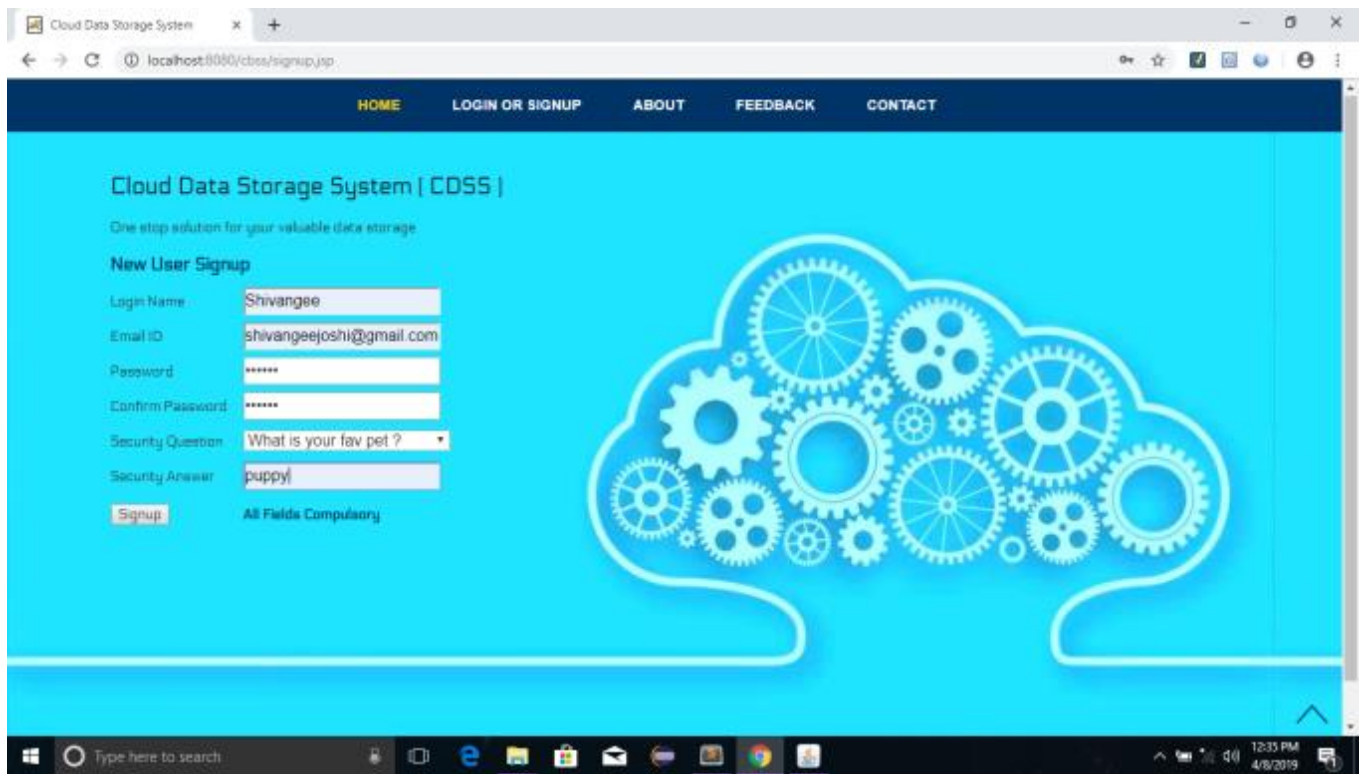 Cloud Data Storage System
localhost:8080/cbss/signup.jsp
HOME LOGIN OR SIGNUP ABOUT FEEDBACK CONTACT
Cloud Data Storage System [ CDSS ]
One stop solution for your valuable data storage
New User Signup
Login Name Shivangee
Email ID shivangeejoshi@gmail.com
Password ••••••
Confirm Password ••••••
Security Question What is your fav pet ?
Security Answer puppy
Signup All Fields Compulsory
Type here to search
12:35 PM
4/8/2019